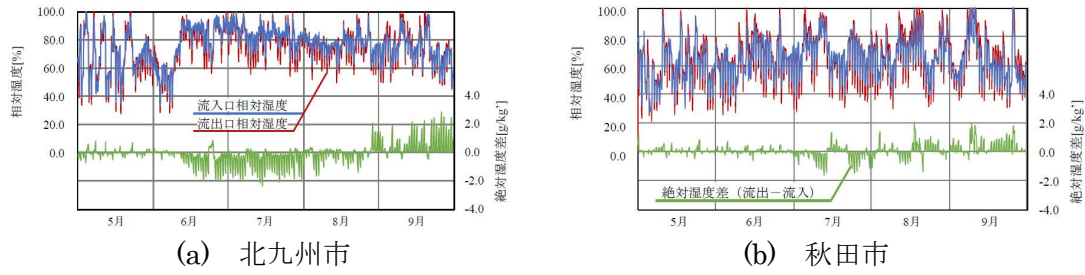 相対湿度[%]
100.0
80.0
60.0
40.0
20.0
0.0
流入口相対湿度
流出口相対湿度
4.0
2.0
0.0
-2.0
-4.0
絶対湿度差[g/kg']
5月
6月
7月
8月
9月
(a) 北九州市
相対湿度[%]
100.0
80.0
60.0
40.0
20.0
0.0
絶対湿度差（流出－流入）
4.0
2.0
0.0
-2.0
-4.0
絶対湿度差[g/kg']
5月
6月
7月
8月
9月
(b) 秋田市